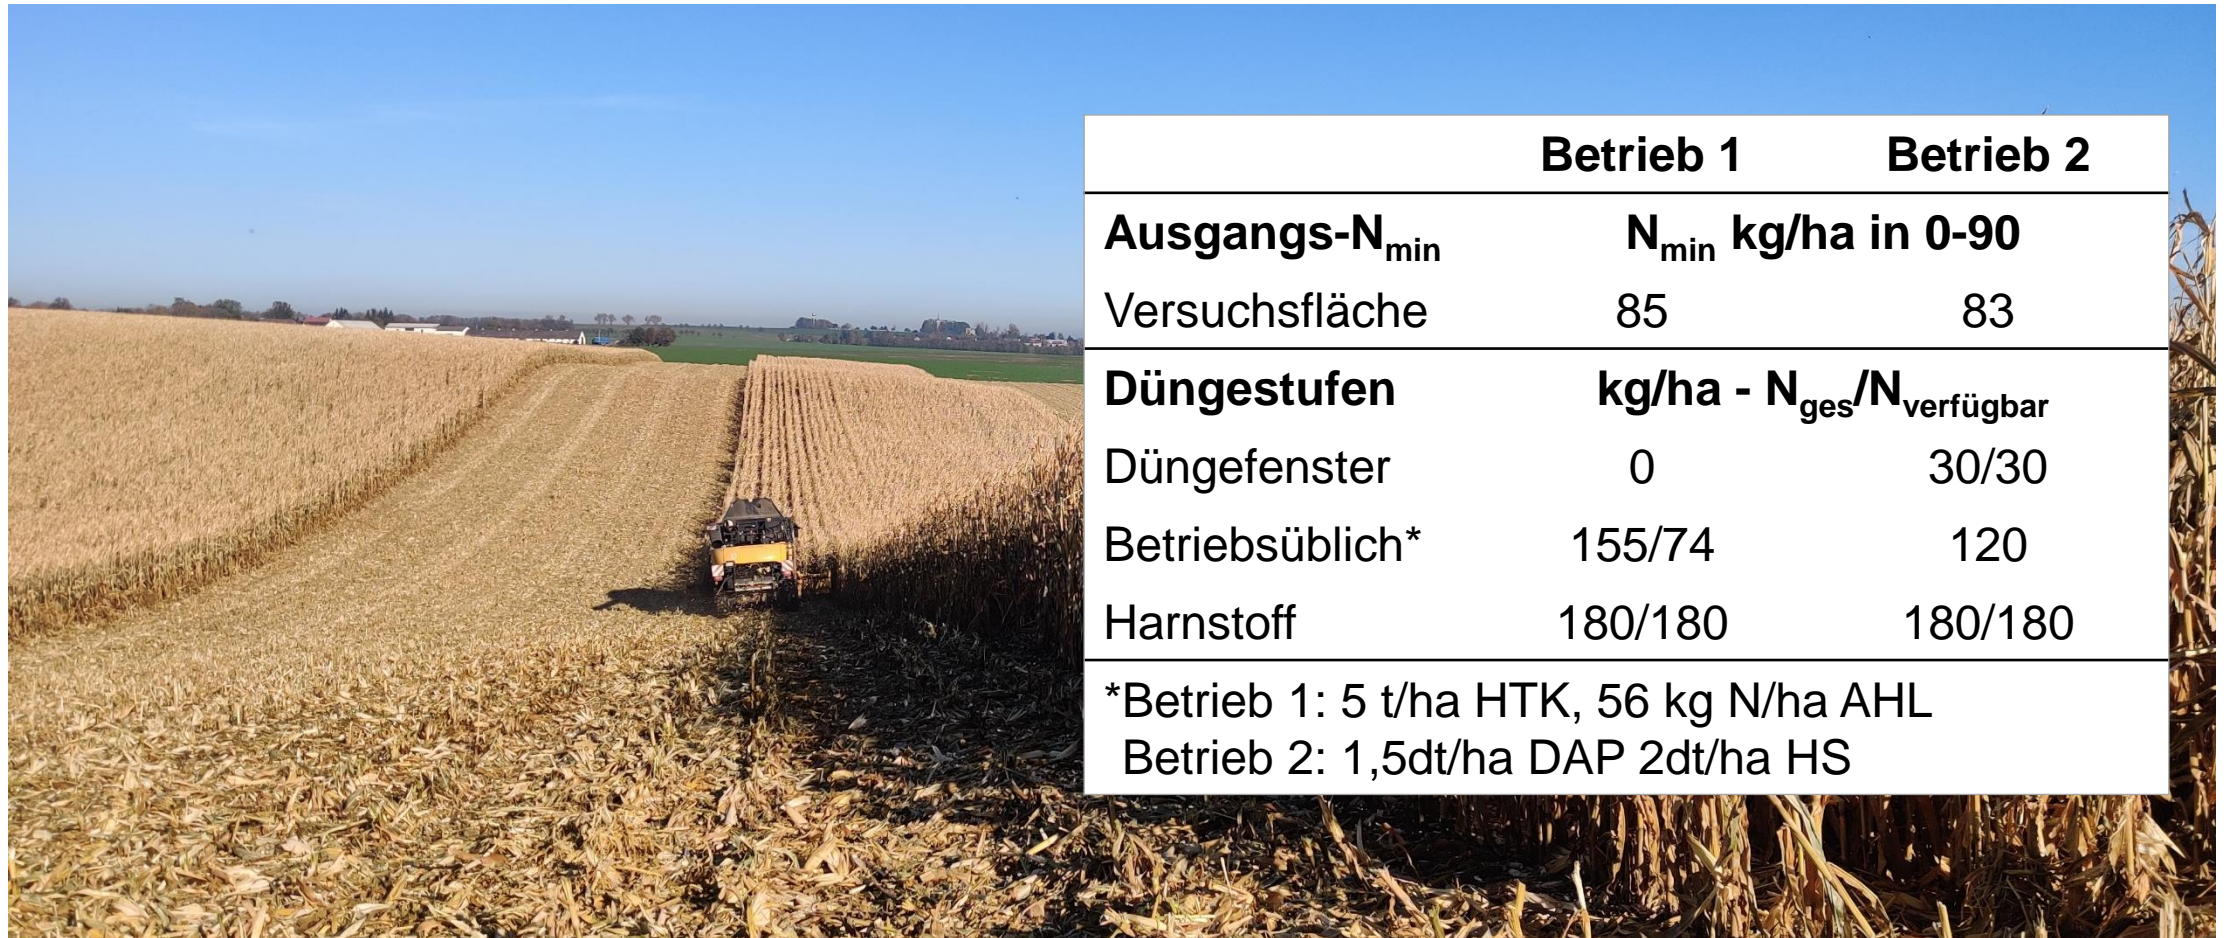 Betrieb 1 Betrieb 2
Ausgangs-Nmin Nmin kg/ha in 0-90
Versuchsfläche 85 83
Düngestufen kg/ha - Nges/Nverfügbar
Düngefenster 0 30/30
Betriebsüblich* 155/74 120
Harnstoff 180/180 180/180
*Betrieb 1: 5 t/ha HTK, 56 kg N/ha AHL
Betrieb 2: 1,5dt/ha DAP 2dt/ha HS